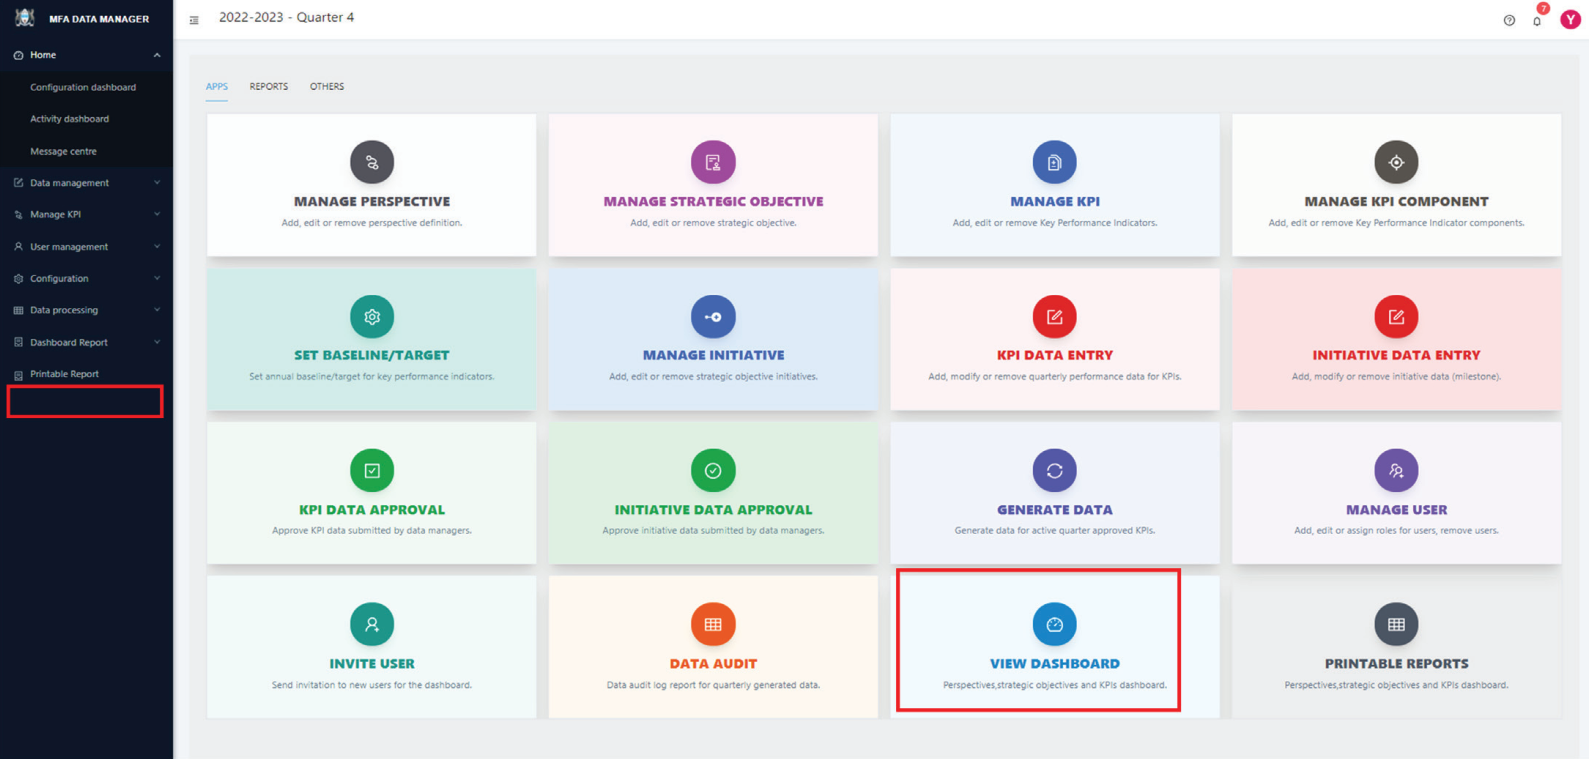 MFA DATA MANAGER
2022-2023 - Quarter 4
7
Y
Home
Configuration dashboard
Activity dashboard
Message centre
Data management
Manage KPI
User management
Configuration
Data processing
Dashboard Report
Printable Report
APPS
REPORTS
OTHERS
MANAGE PERSPECTIVE
Add, edit or remove perspective definition.
MANAGE STRATEGIC OBJECTIVE
Add, edit or remove strategic objective.
MANAGE KPI
Add, edit or remove Key Performance Indicators.
MANAGE KPI COMPONENT
Add, edit or remove Key Performance Indicator components.
SET BASELINE/TARGET
Set annual baseline/target for key performance indicators.
MANAGE INITIATIVE
Add, edit or remove strategic objective initiatives.
KPI DATA ENTRY
Add, modify or remove quarterly performance data for KPIs.
INITIATIVE DATA ENTRY
Add, modify or remove initiative data (milestone).
KPI DATA APPROVAL
Approve KPI data submitted by data managers.
INITIATIVE DATA APPROVAL
Approve initiative data submitted by data managers.
GENERATE DATA
Generate data for active quarter approved KPIs.
MANAGE USER
Add, edit or assign roles for users, remove users.
INVITE USER
Send invitation to new users for the dashboard.
DATA AUDIT
Data audit log report for quarterly generated data.
VIEW DASHBOARD
Perspectives,strategic objectives and KPIs dashboard.
PRINTABLE REPORTS
Perspectives,strategic objectives and KPIs dashboard.